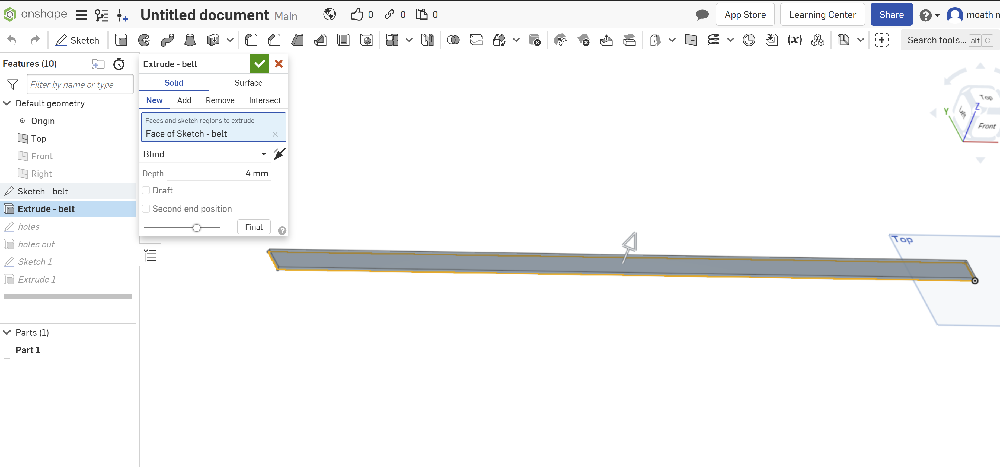 onshape
Untitled document Main
0
0
0
App Store
Learning Center
Share
moath n
Sketch
Search tools... alt C
Features (10)
Filter by name or type
Default geometry
Origin
Top
Front
Right
Sketch - belt
Extrude - belt
holes
holes cut
Sketch 1
Extrude 1
Parts (1)
Part 1
Extrude - belt
Solid
Surface
New
Add
Remove
Intersect
Faces and sketch regions to extrude
Face of Sketch - belt
Blind
Depth
4 mm
Draft
Second end position
Final
Top
Top
Z
Y
Left
Front
(x)